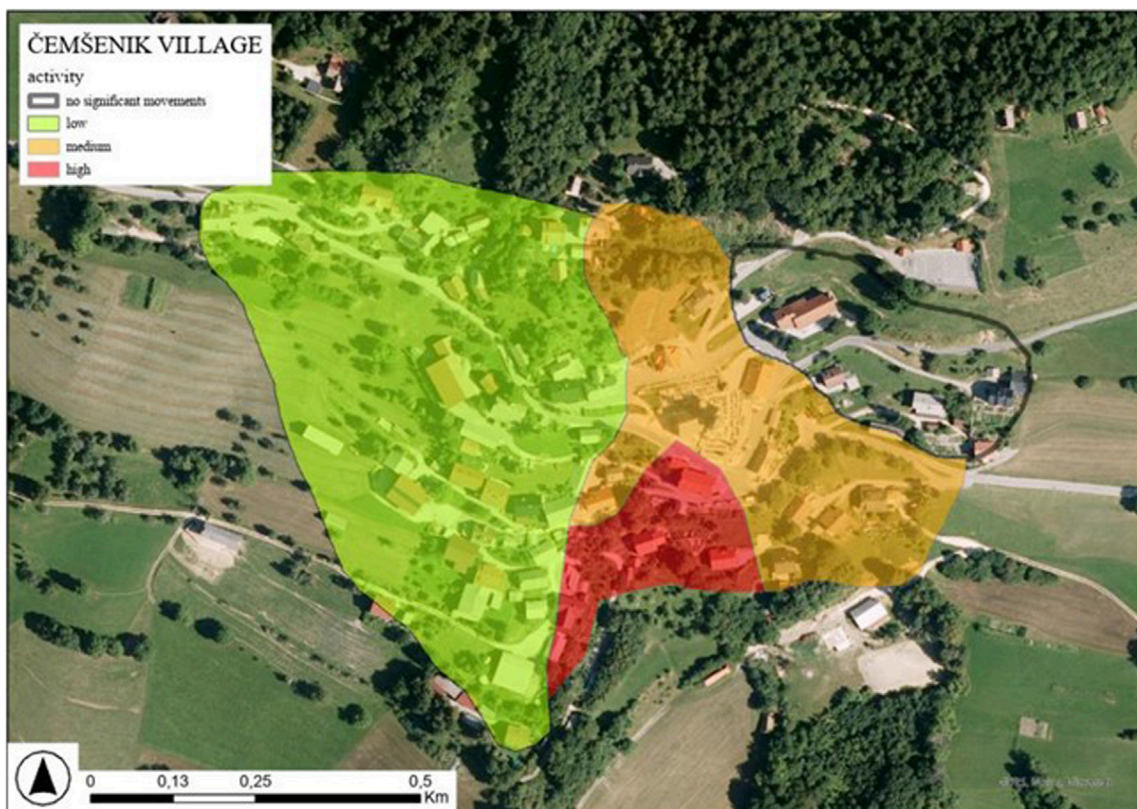 ČEMŠENIK VILLAGE
activity
no significant movements
low
medium
high
0 0,13 0,25 0,5
Km